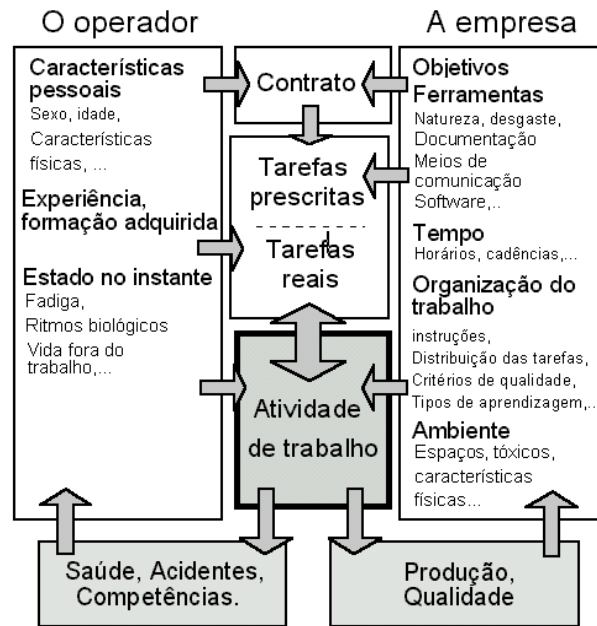 O operador
Características
pessoais
Sexo, idade,
Características
físicas, ...
Experiência,
formação adquirida
Estado no instante
Fadiga,
Ritmos biológicos
Vida fora do
trabalho,...
Contrato
Tarefas
prescritas
Tarefas
reais
Atividade
de trabalho
A empresa
Objetivos
Ferramentas
Natureza, desgaste,
Documentação
Meios de
comunicação
Software,..
Tempo
Horários, cadências,...
Organização do
trabalho
instruções,
Distribuição das tarefas,
Critérios de qualidade,
Tipos de aprendizagem,...
Ambiente
Espaços, tóxicos,
características
físicas...
Saúde, Acidentes,
Competências.
Produção,
Qualidade